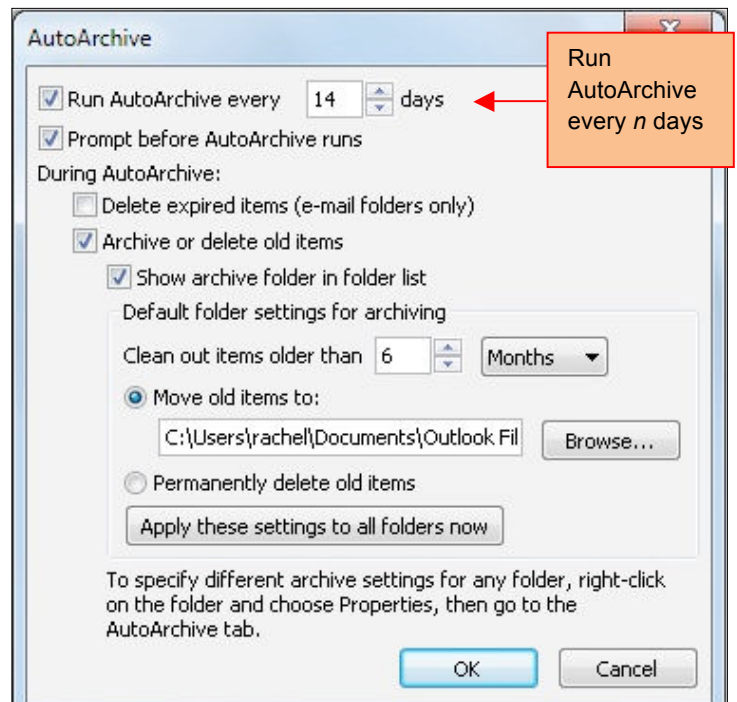 AutoArchive
Run
AutoArchive
every n days
Run AutoArchive every 14 days
Prompt before AutoArchive runs
During AutoArchive:
Delete expired items (e-mail folders only)
Archive or delete old items
Show archive folder in folder list
Default folder settings for archiving
Clean out items older than 6 Months
Move old items to:
C:\Users\rachel\Documents\Outlook Fil Browse...
Permanently delete old items
Apply these settings to all folders now
To specify different archive settings for any folder, right-click
on the folder and choose Properties, then go to the
AutoArchive tab.
OK Cancel